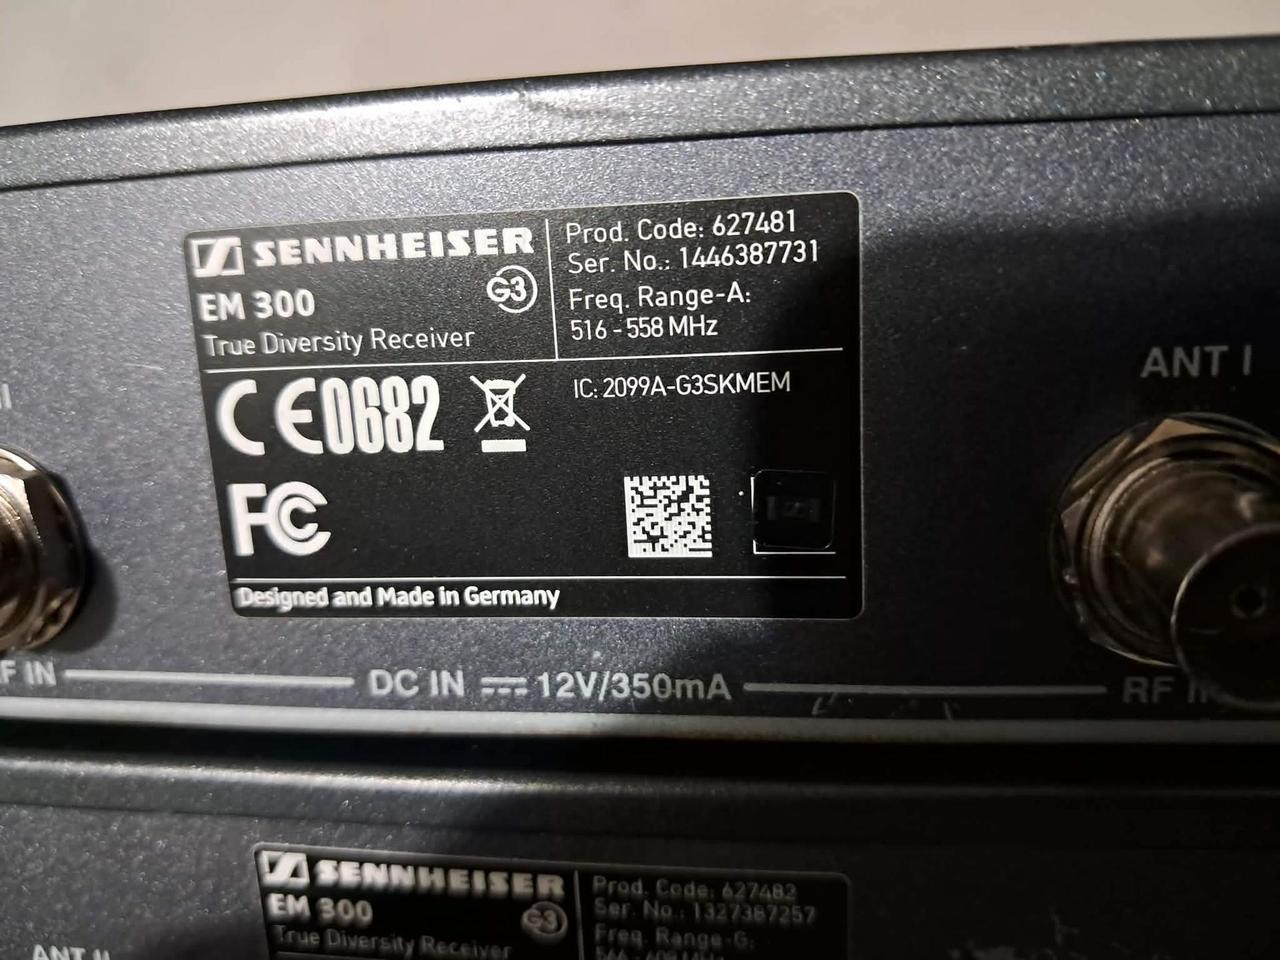 SENNHEISER
EM 300 G3
True Diversity Receiver
Prod. Code: 627481
Ser. No.: 1446387731
Freq. Range-A:
516 - 558 MHz
CE0682
IC: 2099A-G3SKMEM
FC
Designed and Made in Germany
ANT I
DC IN 12V/350mA
RF
IN
SENNHEISER
EM 300 G3
True Diversity Receiver
Prod. Code: 627482
Ser. No.: 1327387257
Freq. Range-G:
ANT II